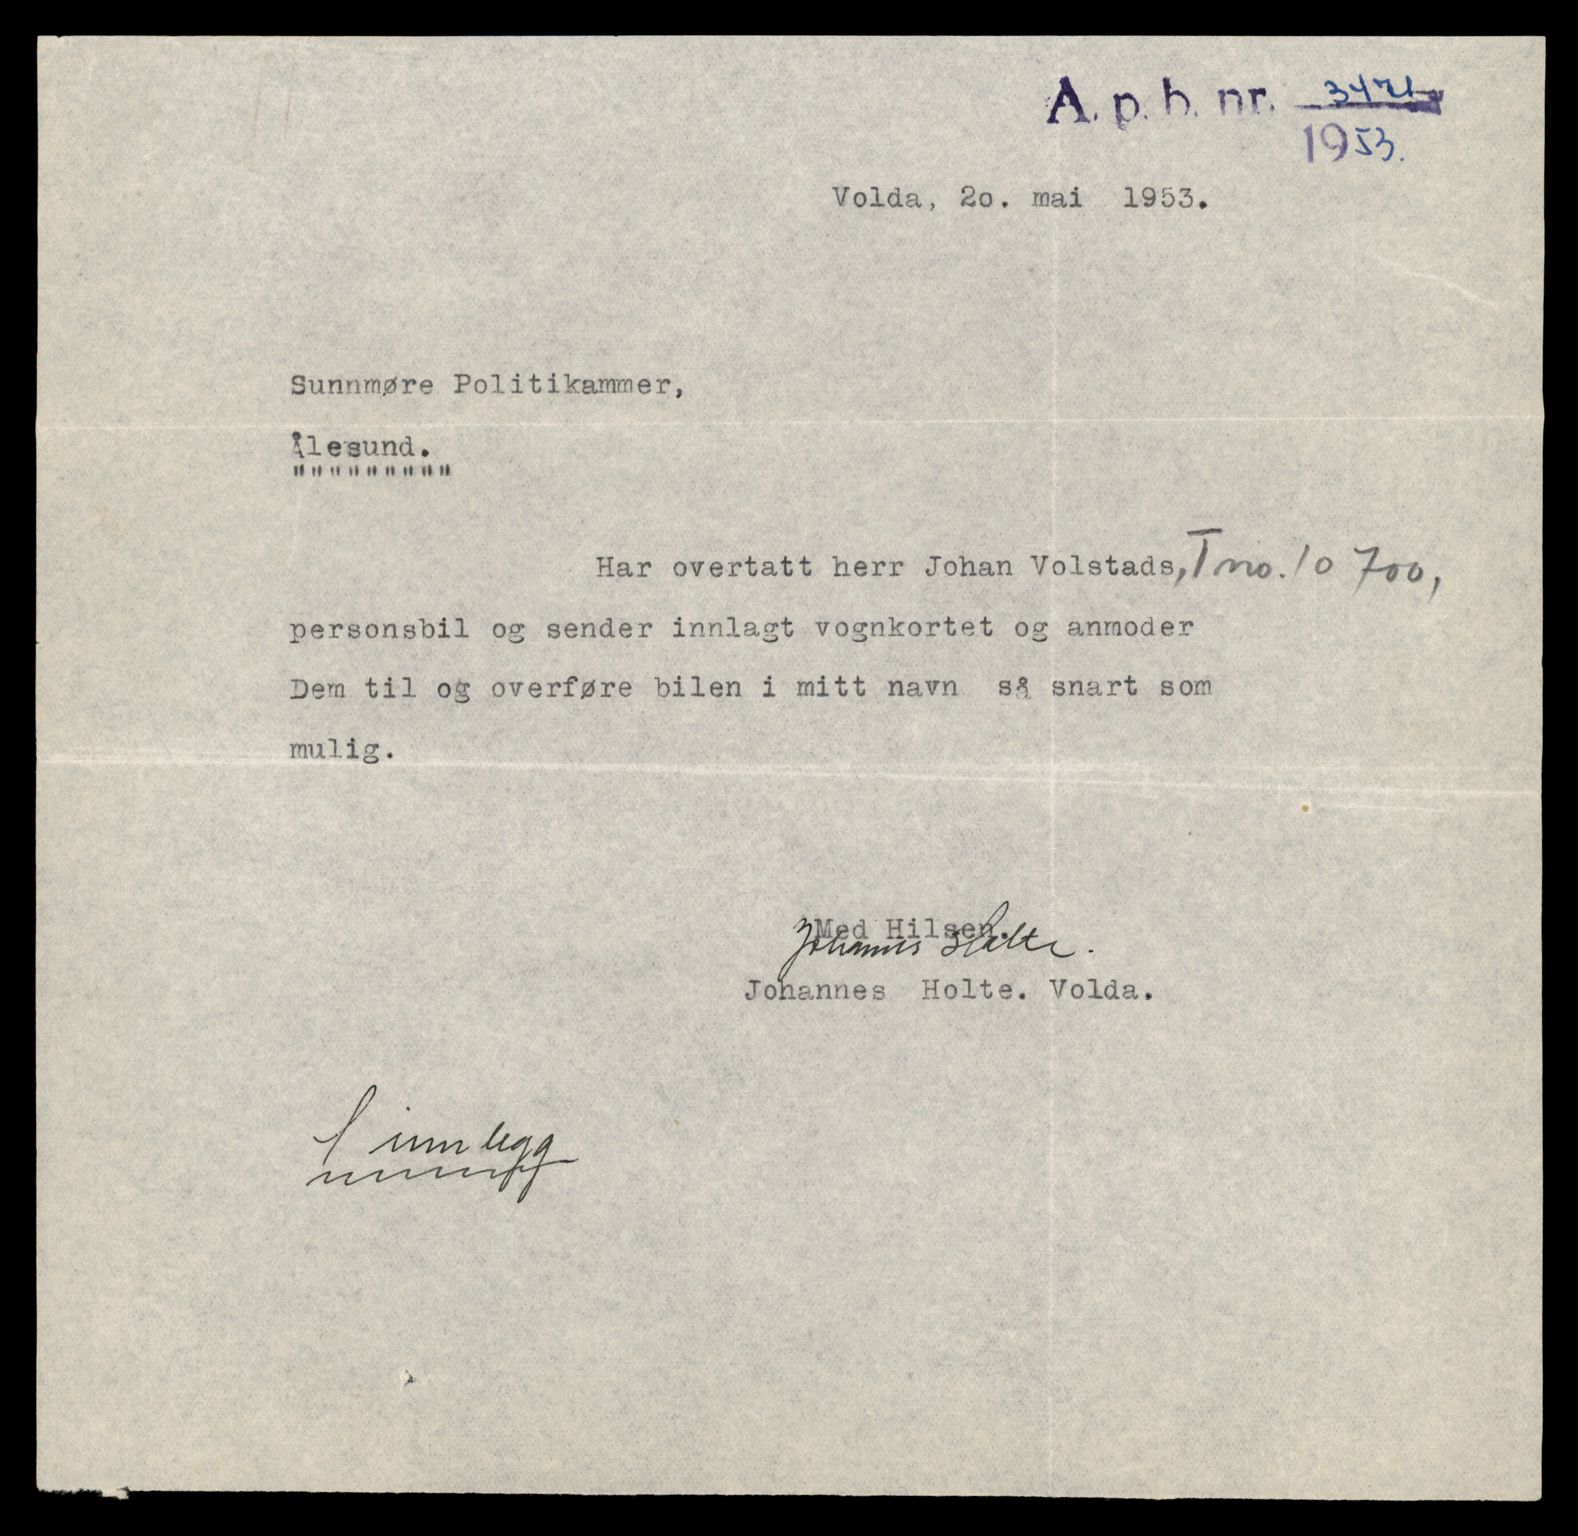 A. p. b. nr. 3471
1953.
Volda, 2o. mai 1953.
Sunnmøre Politikammer,
Ålesund.
"""""""""
Har overtatt herr Johan Volstads, T no. 10 700,
personsbil og sender innlagt vognkortet og anmoder
Dem til og overføre bilen i mitt navn så snart som
mulig.
Med Hilsen.
Johannes Holte.
Johannes Holte. Volda.
1 innlegg